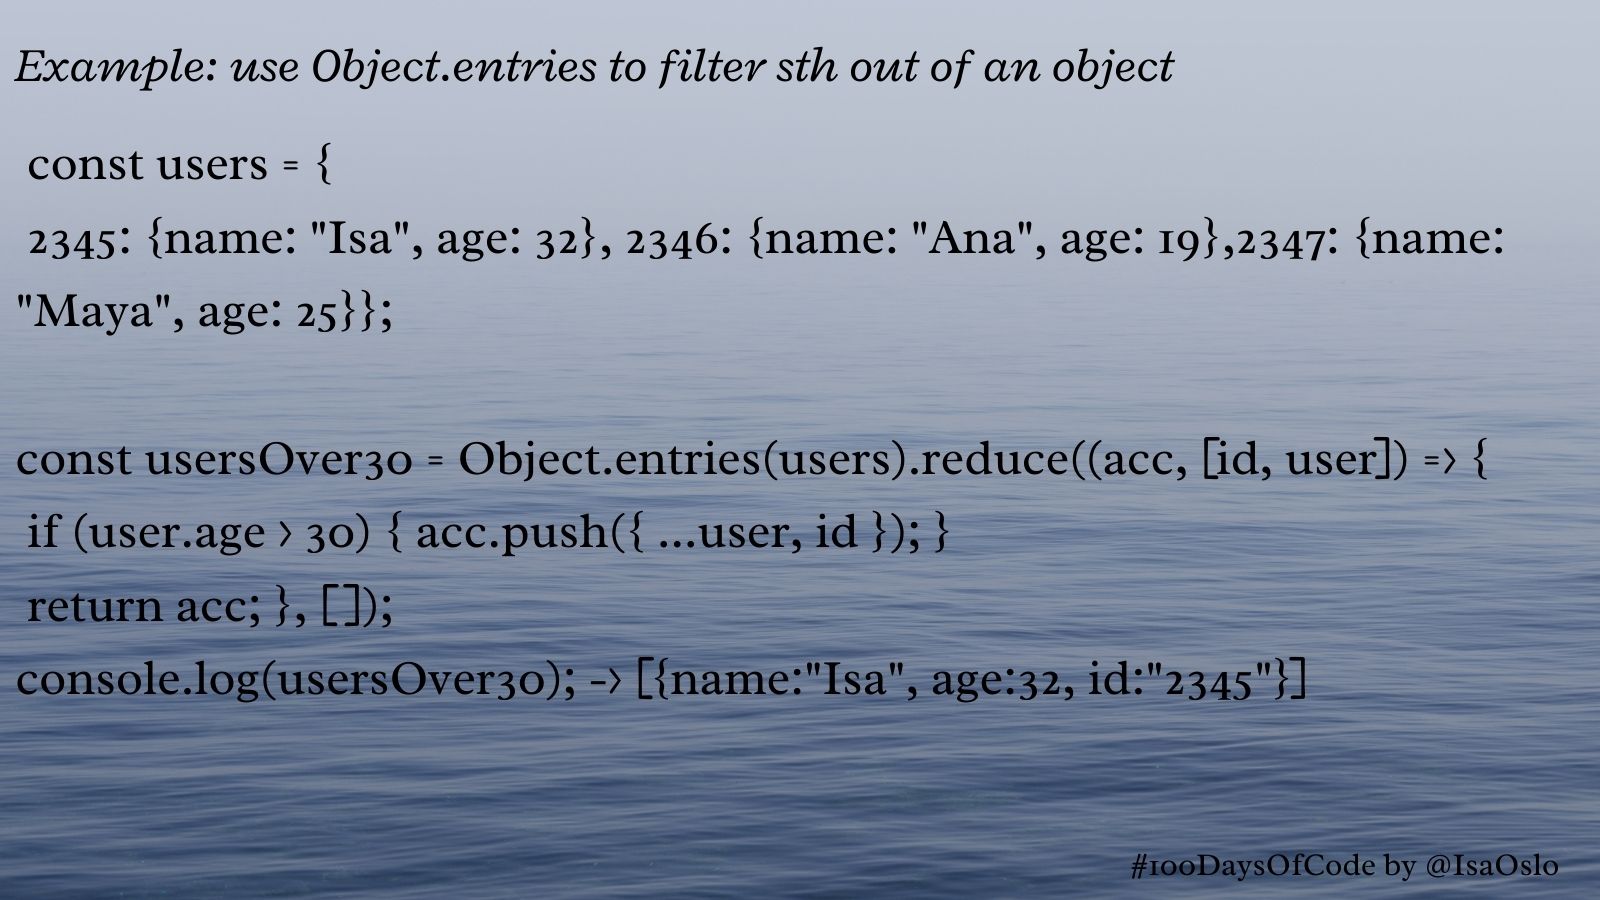 Example: use Object.entries to filter sth out of an object
const users = {
2345: {name: "Isa", age: 32}, 2346: {name: "Ana", age: 19},2347: {name:
"Maya", age: 25}};
const usersOver30 = Object.entries(users).reduce((acc, [id, user]) => {
if (user.age > 30) { acc.push({ ...user, id }); }
return acc; }, []);
console.log(usersOver30); -> [{name:"Isa", age:32, id:"2345"}]
#100DaysOfCode by @IsaOslo